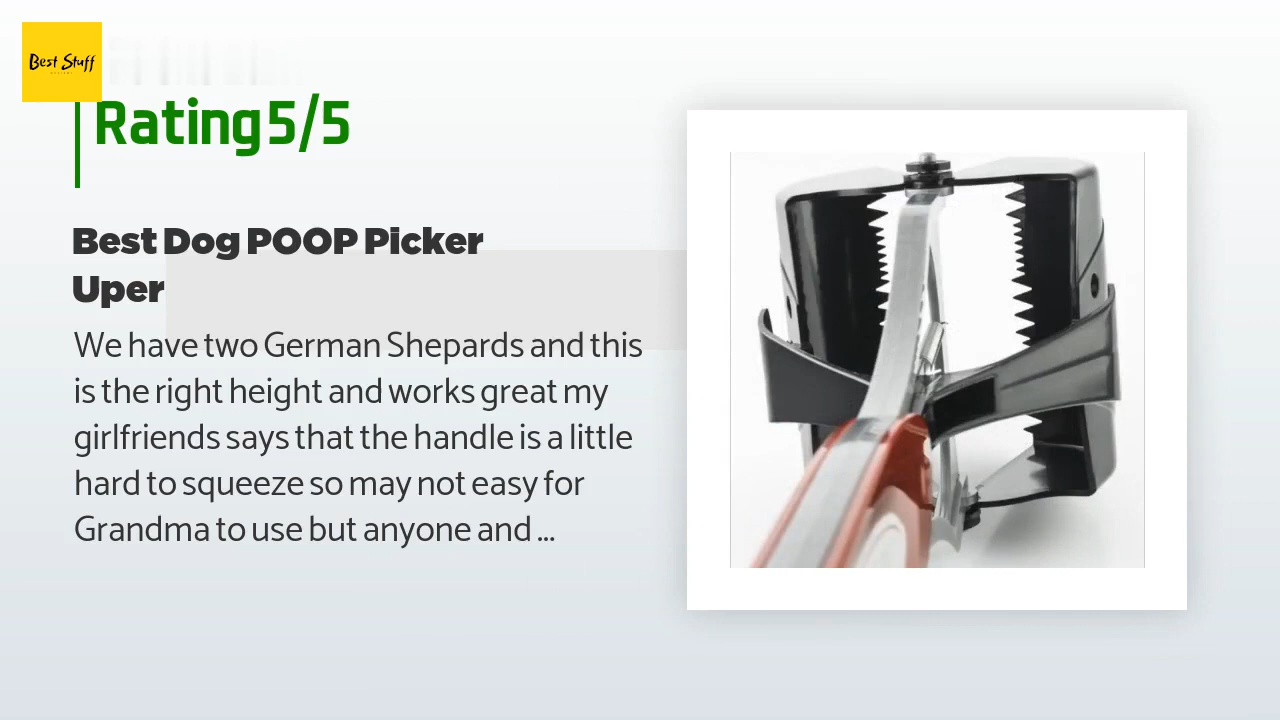 Best Stuff
Rating 5/5
Best Dog POOP Picker
Uper
We have two German Shepards and this
is the right height and works great my
girlfriends says that the handle is a little
hard to squeeze so may not easy for
Grandma to use but anyone and ...